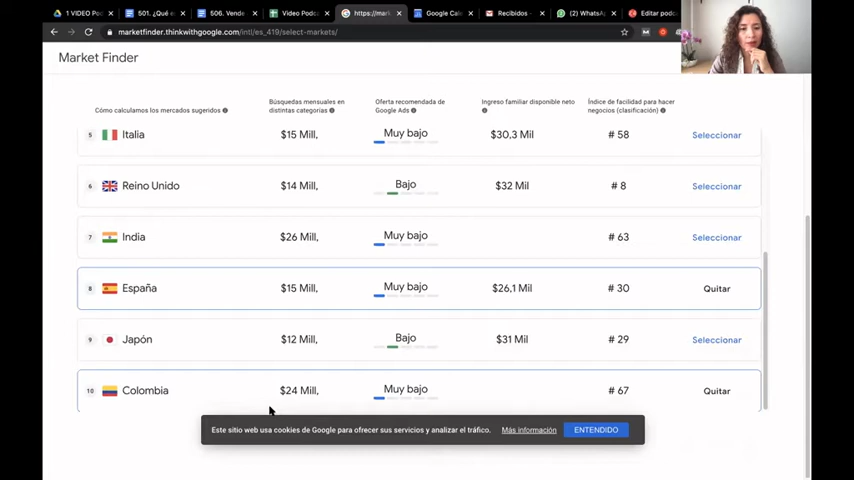 1 VIDEO POD
501. ¿Qué e
506. Vende
Video Podca
https://mark
Google Cale
Recibidos -
(2) WhatsA
Editar podc
marketfinder.thinkwithgoogle.com/intl/es_419/select-markets/
Market Finder
Cómo calculamos los mercados sugeridos
Búsquedas mensuales en distintas categorías
Oferta recomendada de Google Ads
Ingreso familiar disponible neto
Índice de facilidad para hacer negocios (clasificación)
5 Italia $15 Mill, Muy bajo $30,3 Mil # 58 Seleccionar
6 Reino Unido $14 Mill, Bajo $32 Mil # 8 Seleccionar
7 India $26 Mill, Muy bajo # 63 Seleccionar
8 España $15 Mill, Muy bajo $26,1 Mil # 30 Quitar
9 Japón $12 Mill, Bajo $31 Mil # 29 Seleccionar
10 Colombia $24 Mill, Muy bajo # 67 Quitar
Este sitio web usa cookies de Google para ofrecer sus servicios y analizar el tráfico. Más información ENTENDIDO